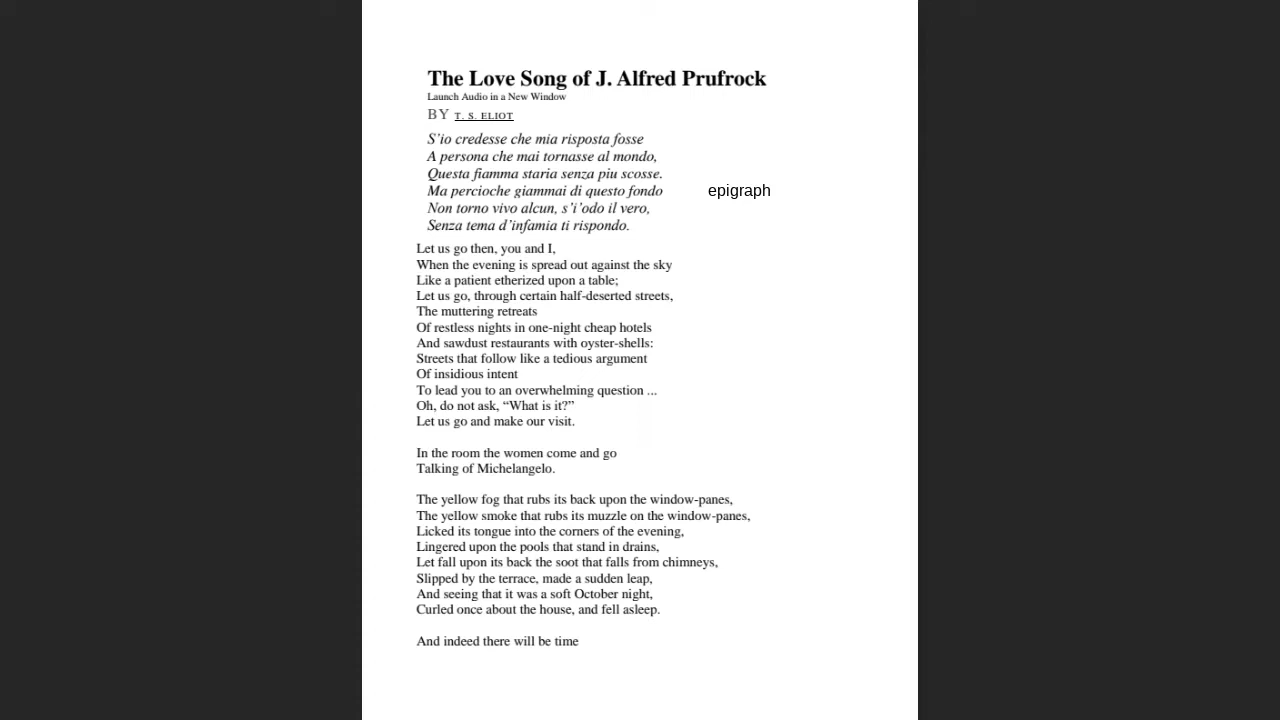 The Love Song of J. Alfred Prufrock
Launch Audio in a New Window
BY T. S. ELIOT
S’io credesse che mia risposta fosse
A persona che mai tornasse al mondo,
Questa fiamma staria senza piu scosse.
Ma percioche giammai di questo fondo epigraph
Non torno vivo alcun, s’i’odo il vero,
Senza tema d’infamia ti rispondo.
Let us go then, you and I,
When the evening is spread out against the sky
Like a patient etherized upon a table;
Let us go, through certain half-deserted streets,
The muttering retreats
Of restless nights in one-night cheap hotels
And sawdust restaurants with oyster-shells:
Streets that follow like a tedious argument
Of insidious intent
To lead you to an overwhelming question ...
Oh, do not ask, “What is it?”
Let us go and make our visit.
In the room the women come and go
Talking of Michelangelo.
The yellow fog that rubs its back upon the window-panes,
The yellow smoke that rubs its muzzle on the window-panes,
Licked its tongue into the corners of the evening,
Lingered upon the pools that stand in drains,
Let fall upon its back the soot that falls from chimneys,
Slipped by the terrace, made a sudden leap,
And seeing that it was a soft October night,
Curled once about the house, and fell asleep.
And indeed there will be time